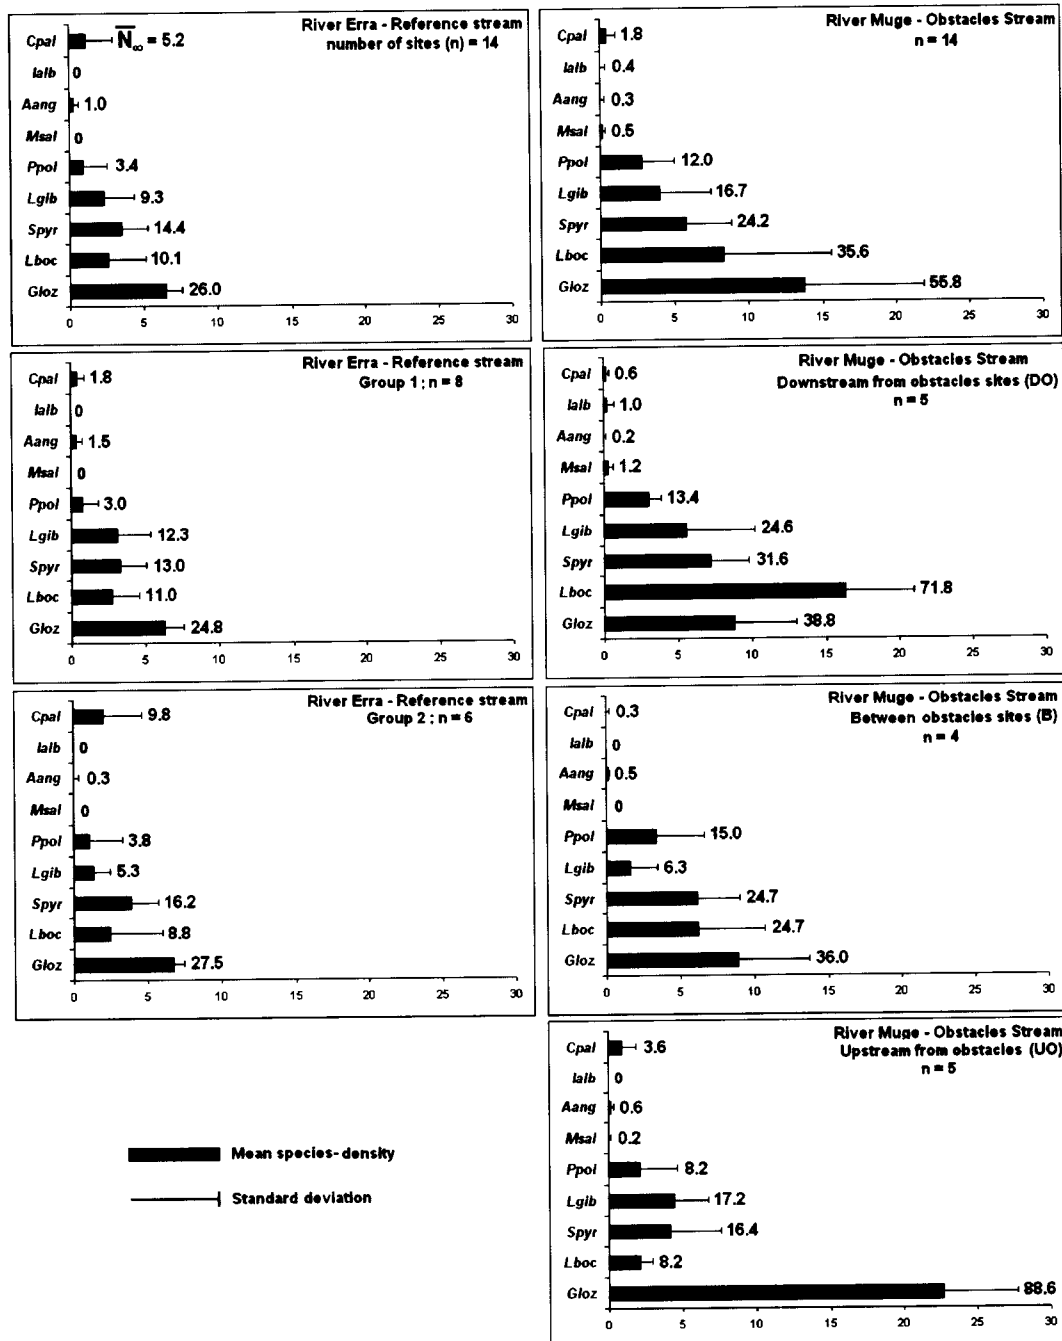 River Erra - Reference stream
number of sites (n) = 14
Cpal N̅∞ = 5.2
Ialb 0
Aang 1.0
Msal 0
Ppol 3.4
Lgib 9.3
Spyr 14.4
Lboc 10.1
Gloz 26.0
0 5 10 15 20 25 30
River Muge - Obstacles Stream
n = 14
Cpal 1.8
Ialb 0.4
Aang 0.3
Msal 0.5
Ppol 12.0
Lgib 16.7
Spyr 24.2
Lboc 35.6
Gloz 55.8
0 5 10 15 20 25 30
River Erra - Reference stream
Group 1 ; n = 8
Cpal 1.8
Ialb 0
Aang 1.5
Msal 0
Ppol 3.0
Lgib 12.3
Spyr 13.0
Lboc 11.0
Gloz 24.8
0 5 10 15 20 25 30
River Muge - Obstacles Stream
Downstream from obstacles sites (DO)
n = 5
Cpal 0.6
Ialb 1.0
Aang 0.2
Msal 1.2
Ppol 13.4
Lgib 24.6
Spyr 31.6
Lboc 71.8
Gloz 38.8
0 5 10 15 20 25 30
River Erra - Reference stream
Group 2 ; n = 6
Cpal 9.8
Ialb 0
Aang 0.3
Msal 0
Ppol 3.8
Lgib 5.3
Spyr 16.2
Lboc 8.8
Gloz 27.5
0 5 10 15 20 25 30
River Muge - Obstacles Stream
Between obstacles sites (B)
n = 4
Cpal 0.3
Ialb 0
Aang 0.5
Msal 0
Ppol 15.0
Lgib 6.3
Spyr 24.7
Lboc 24.7
Gloz 36.0
0 5 10 15 20 25 30
River Muge - Obstacles Stream
Upstream from obstacles (UO)
n = 5
Cpal 3.6
Ialb 0
Aang 0.6
Msal 0.2
Ppol 8.2
Lgib 17.2
Spyr 16.4
Lboc 8.2
Gloz 88.6
0 5 10 15 20 25 30
Mean species-density
Standard deviation